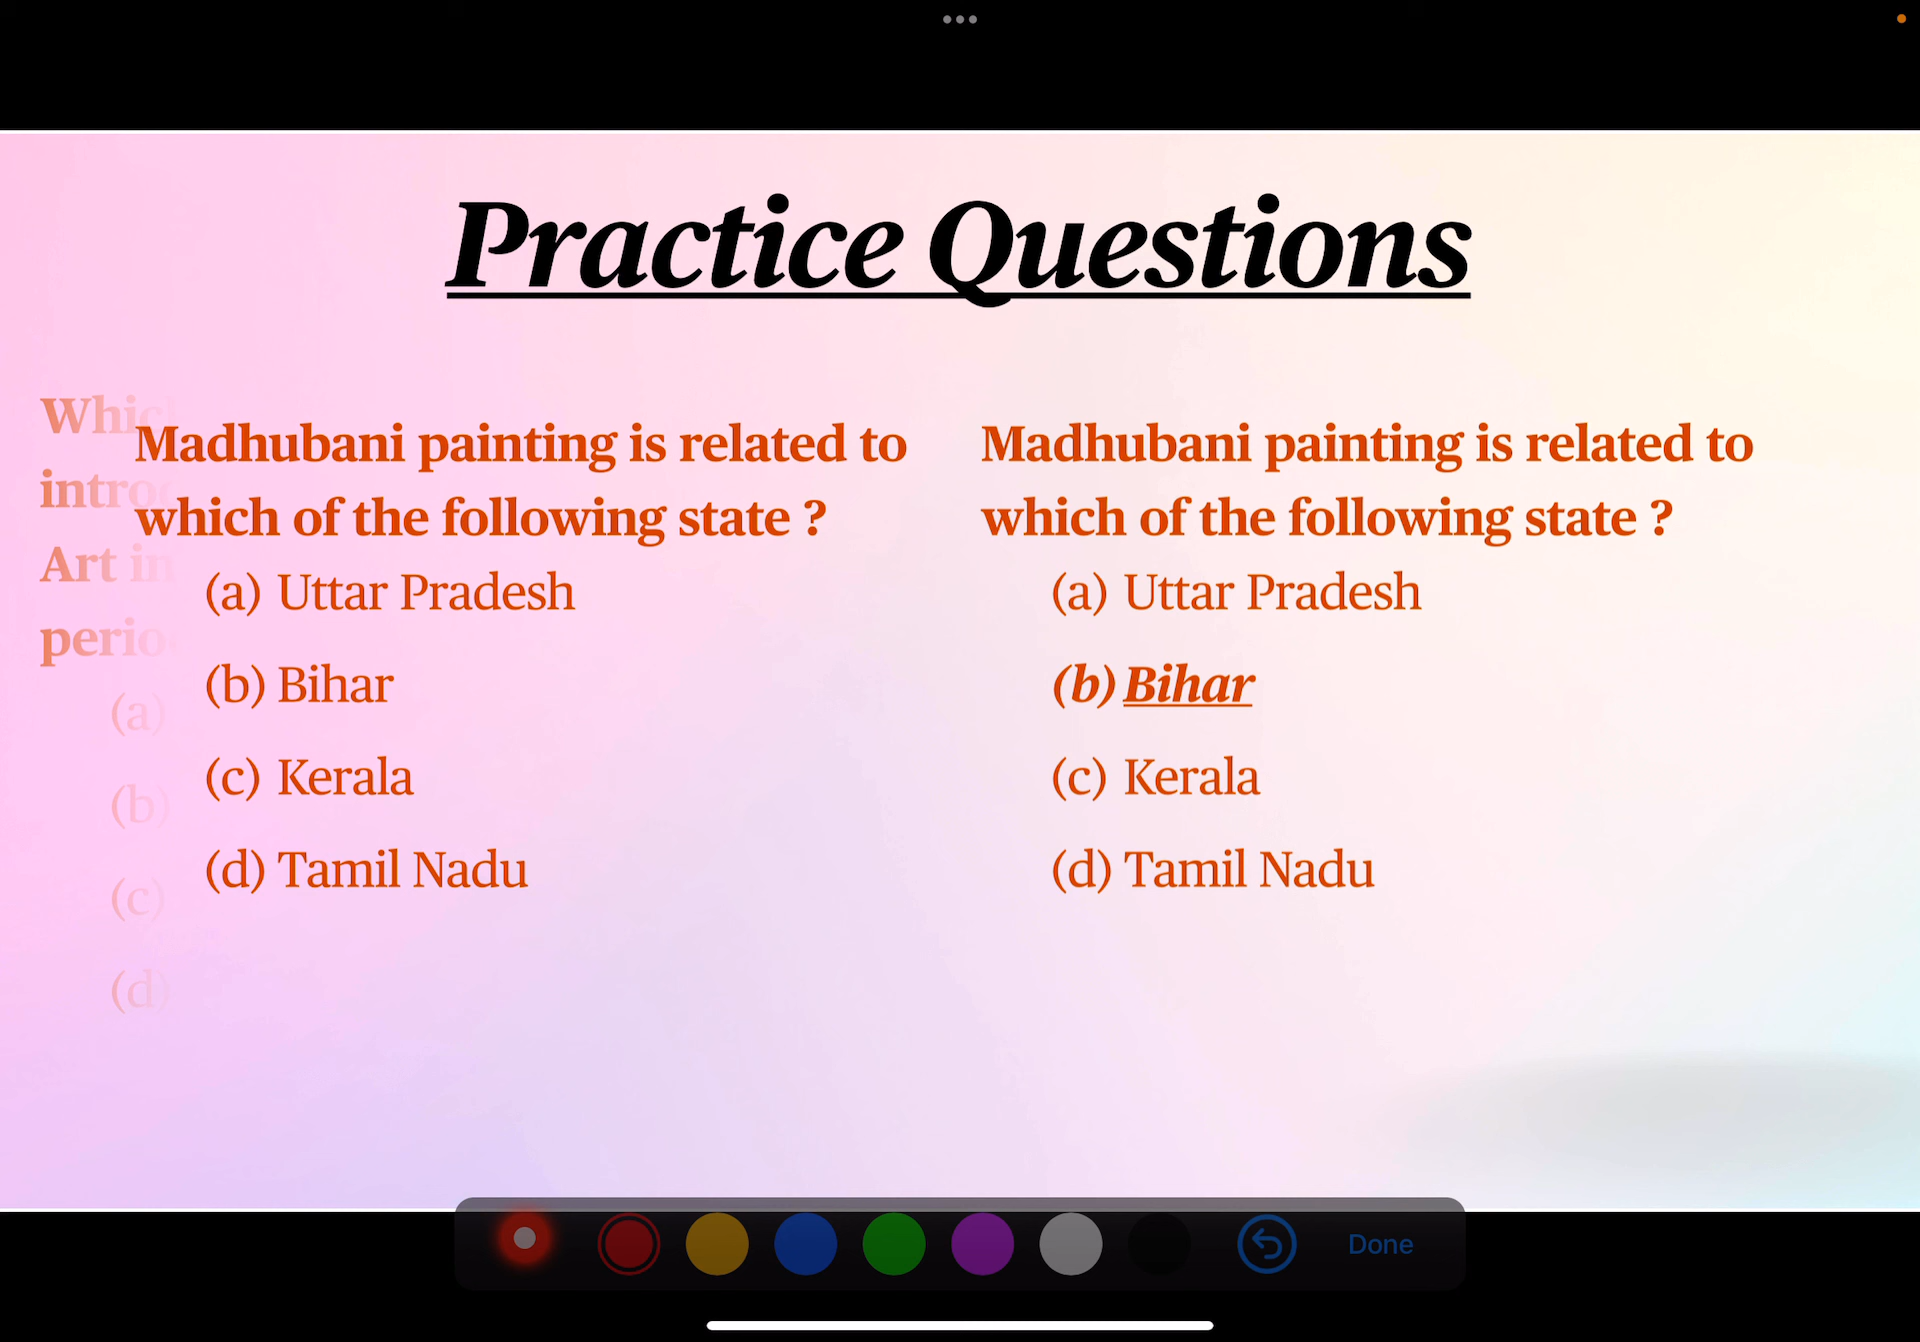 Practice Questions
Madhubani painting is related to
which of the following state ?
(a) Uttar Pradesh
(b) Bihar
(c) Kerala
(d) Tamil Nadu
Madhubani painting is related to
which of the following state ?
(a) Uttar Pradesh
(b) Bihar
(c) Kerala
(d) Tamil Nadu
Art
(a)
(b)
(c)
(d)
Done